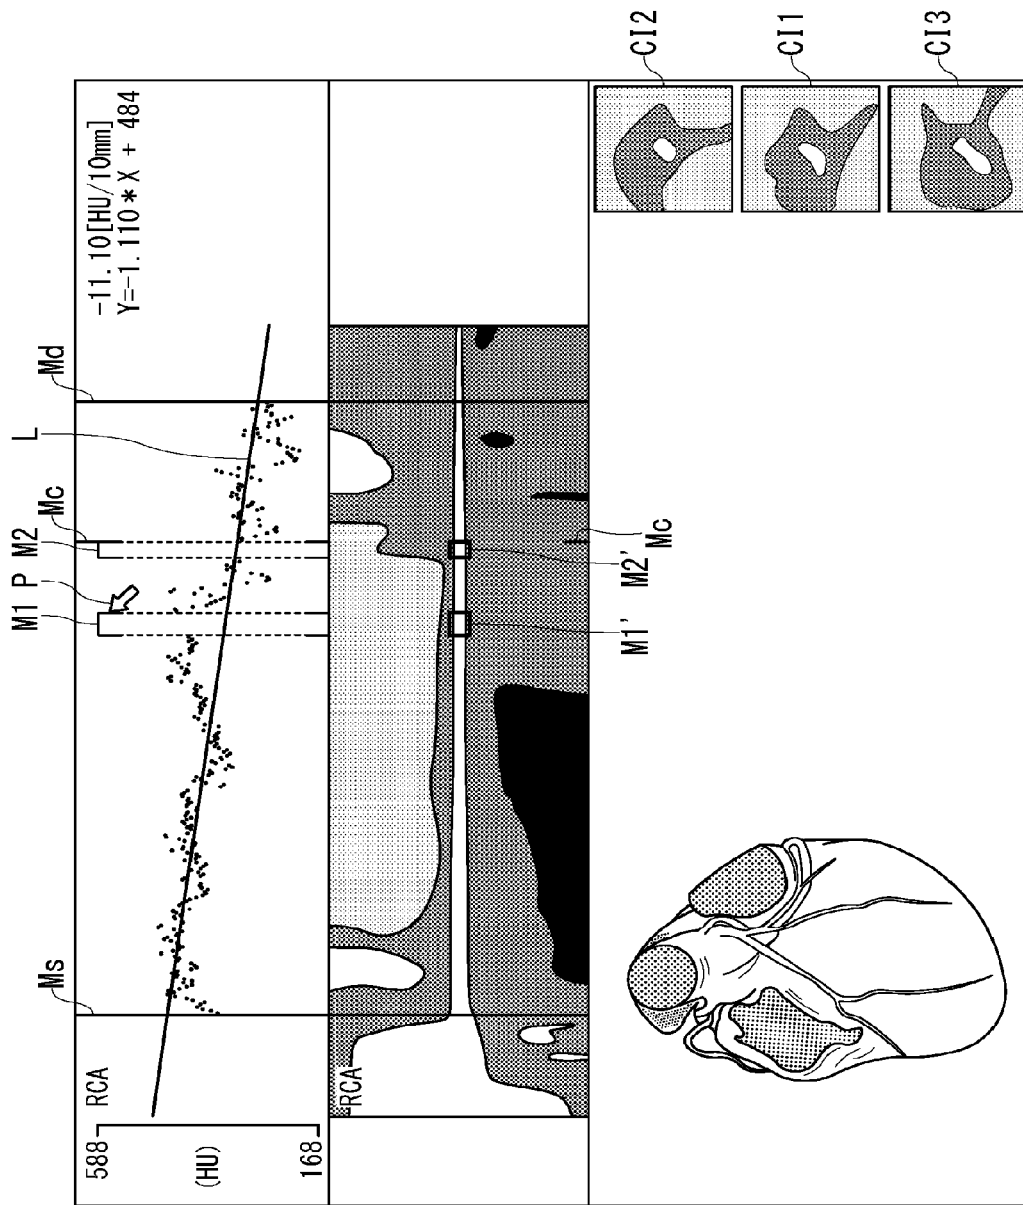 588
(HU)
168
RCA
Ms
M1
P
M2
Mc
L
Md
-11.10[HU/10mm]
Y=-1.110*X + 484
RCA
M1'
M2'
Mc
CI2
CI1
CI3